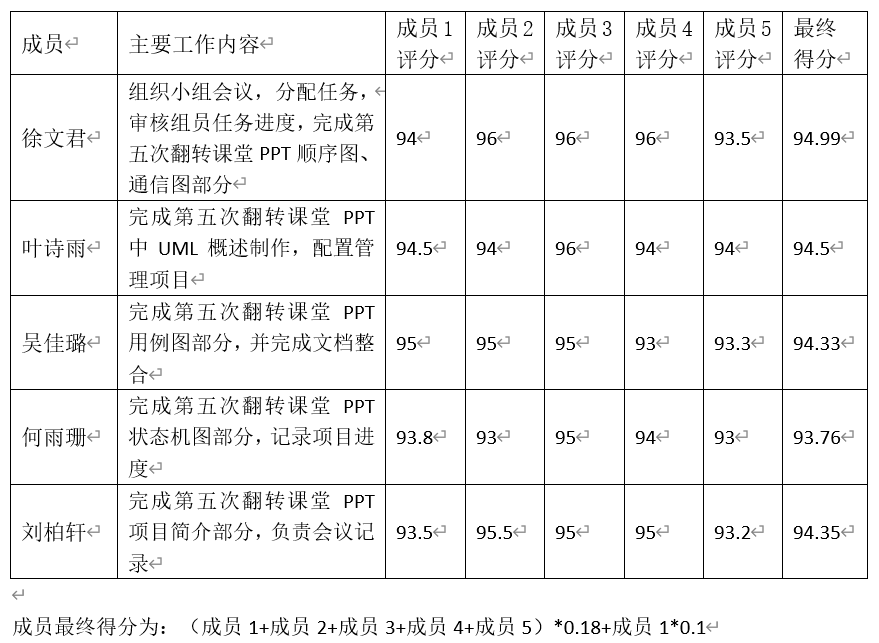 成员 主要工作内容 成员1 成员2 成员3 成员4 成员5 最终
评分 评分 评分 评分 评分 得分
组织小组会议，分配任务，
审核组员任务进度，完成第
徐文君 94 96 96 96 93.5 94.99
五次翻转课堂 PPT 顺序图、
通信图部分
完成第五次翻转课堂 PPT
叶诗雨 中 UML 概述制作，配置管 94.5 94 96 94 94 94.5
理项目
完成第五次翻转课堂 PPT
吴佳璐 用例图部分，并完成文档整 95 95 95 93 93.3 94.33
合
完成第五次翻转课堂 PPT
何雨珊 状态机图部分，记录项目进 93.8 93 95 94 93 93.76
度
完成第五次翻转课堂 PPT
刘柏轩 项目简介部分，负责会议记 93.5 95.5 95 95 93.2 94.35
录
成员最终得分为：（成员 1+成员 2+成员 3+成员 4+成员 5）*0.18+成员 1*0.1